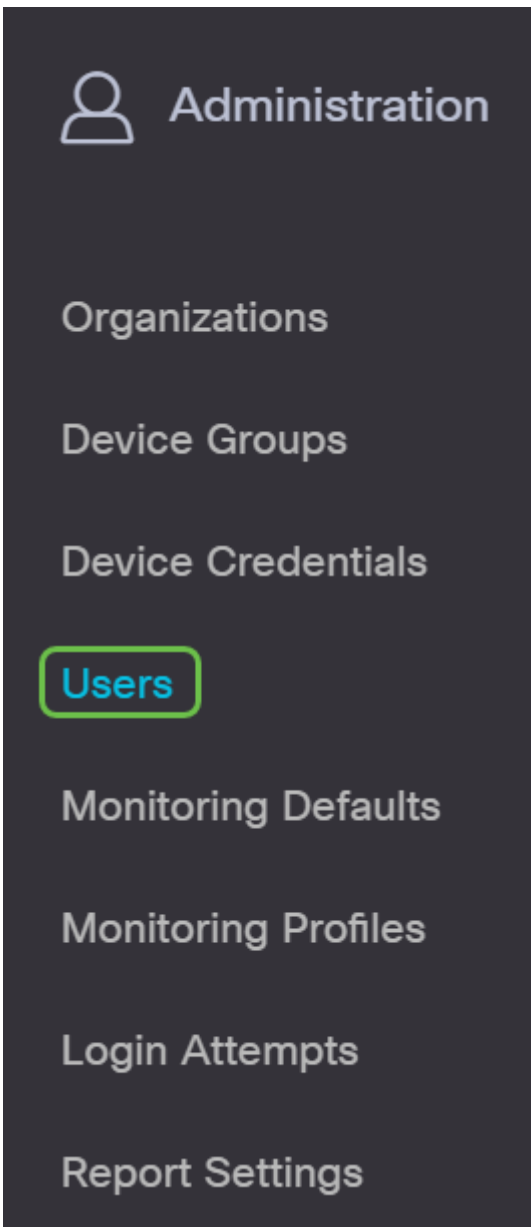 Administration
Organizations
Device Groups
Device Credentials
Users
Monitoring Defaults
Monitoring Profiles
Login Attempts
Report Settings